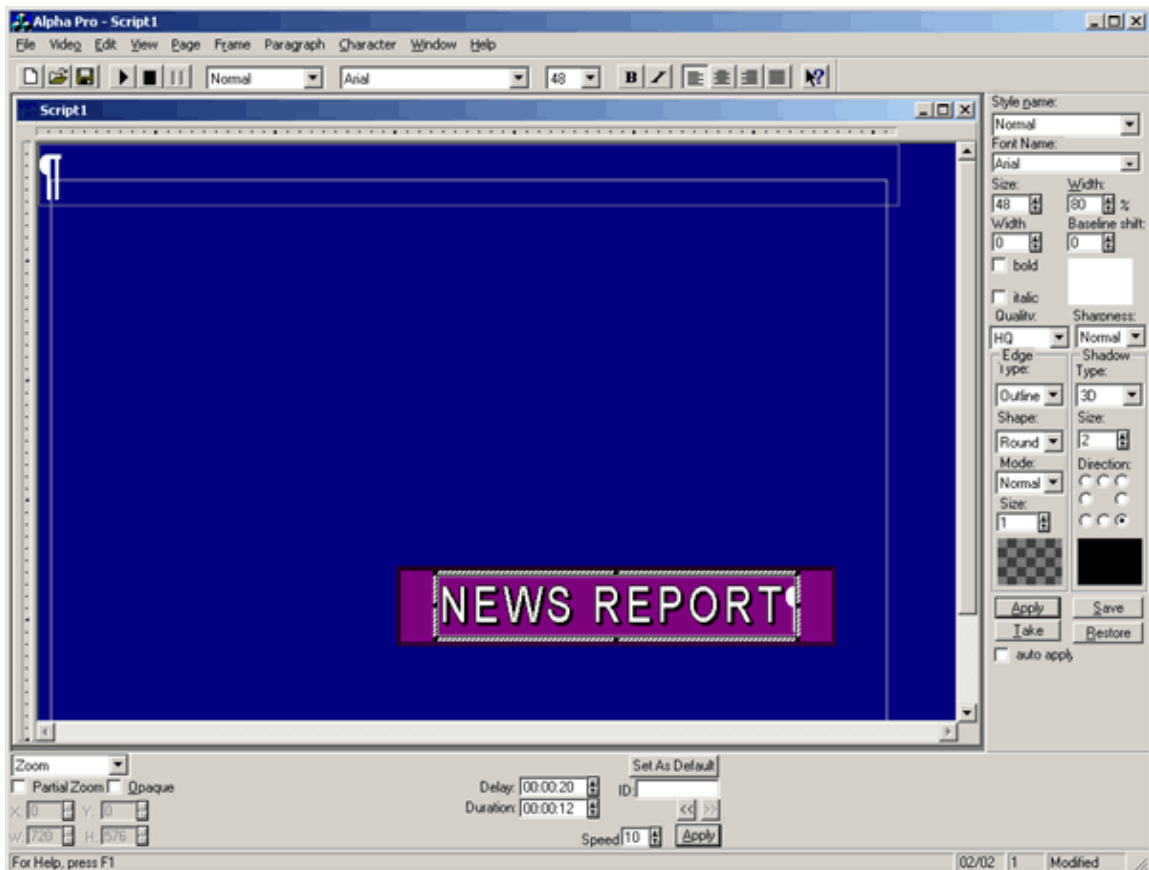 Alpha Pro - Script1
File Video Edit View Page Frame Paragraph Character Window Help
Normal Arial 48 B I
Script1
¶
NEWS REPORT
Style name:
Normal
Font Name:
Arial
Size: Width:
48 80 %
Width Baseline shift:
0 0
bold
italic
Quality: Sharpness:
HQ Normal
Edge Shadow
Type: Type:
Outline 3D
Shape: Size:
Round 2
Mode: Direction:
Normal
Size:
1
Apply Save
Take Restore
auto apply
Zoom Set As Default
Partial Zoom Opaque Delay: 00:00:20 ID:
X: 0 Y: 0 Duration: 00:00:12 << >>
W: 720 H: 576 Speed 10 Apply
For Help, press F1 02/02 1 Modified